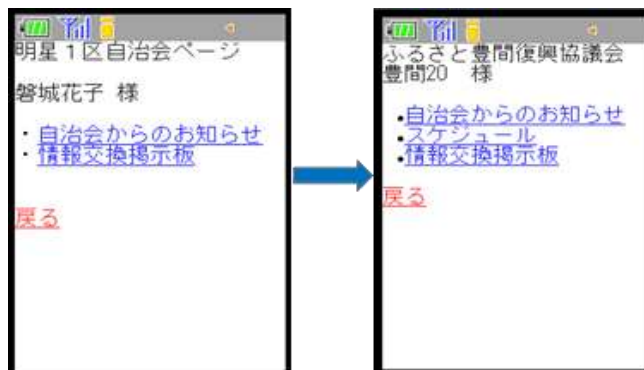 明星１区自治会ページ
磐城花子 様
・自治会からのお知らせ
・情報交換掲示板
戻る
ふるさと豊間復興協議会
豊間20　様
•自治会からのお知らせ
•スケジュール
•情報交換掲示板
戻る